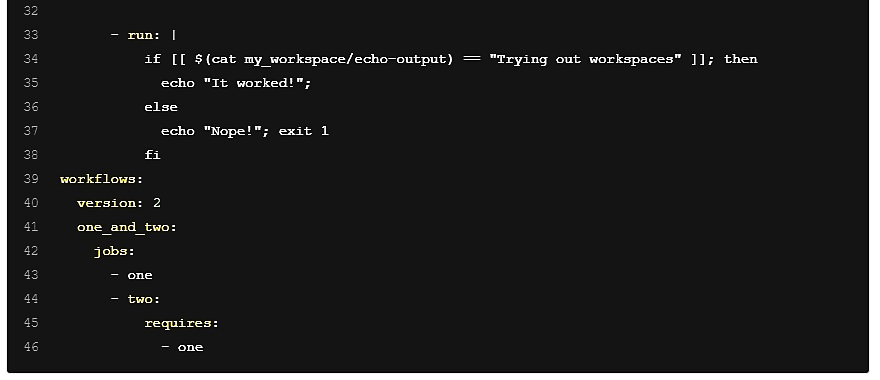 32
33 - run: |
34 if [[ $(cat my_workspace/echo-output) == "Trying out workspaces" ]]; then
35 echo "It worked!";
36 else
37 echo "Nope!"; exit 1
38 fi
39 workflows:
40 version: 2
41 one_and_two:
42 jobs:
43 - one
44 - two:
45 requires:
46 - one